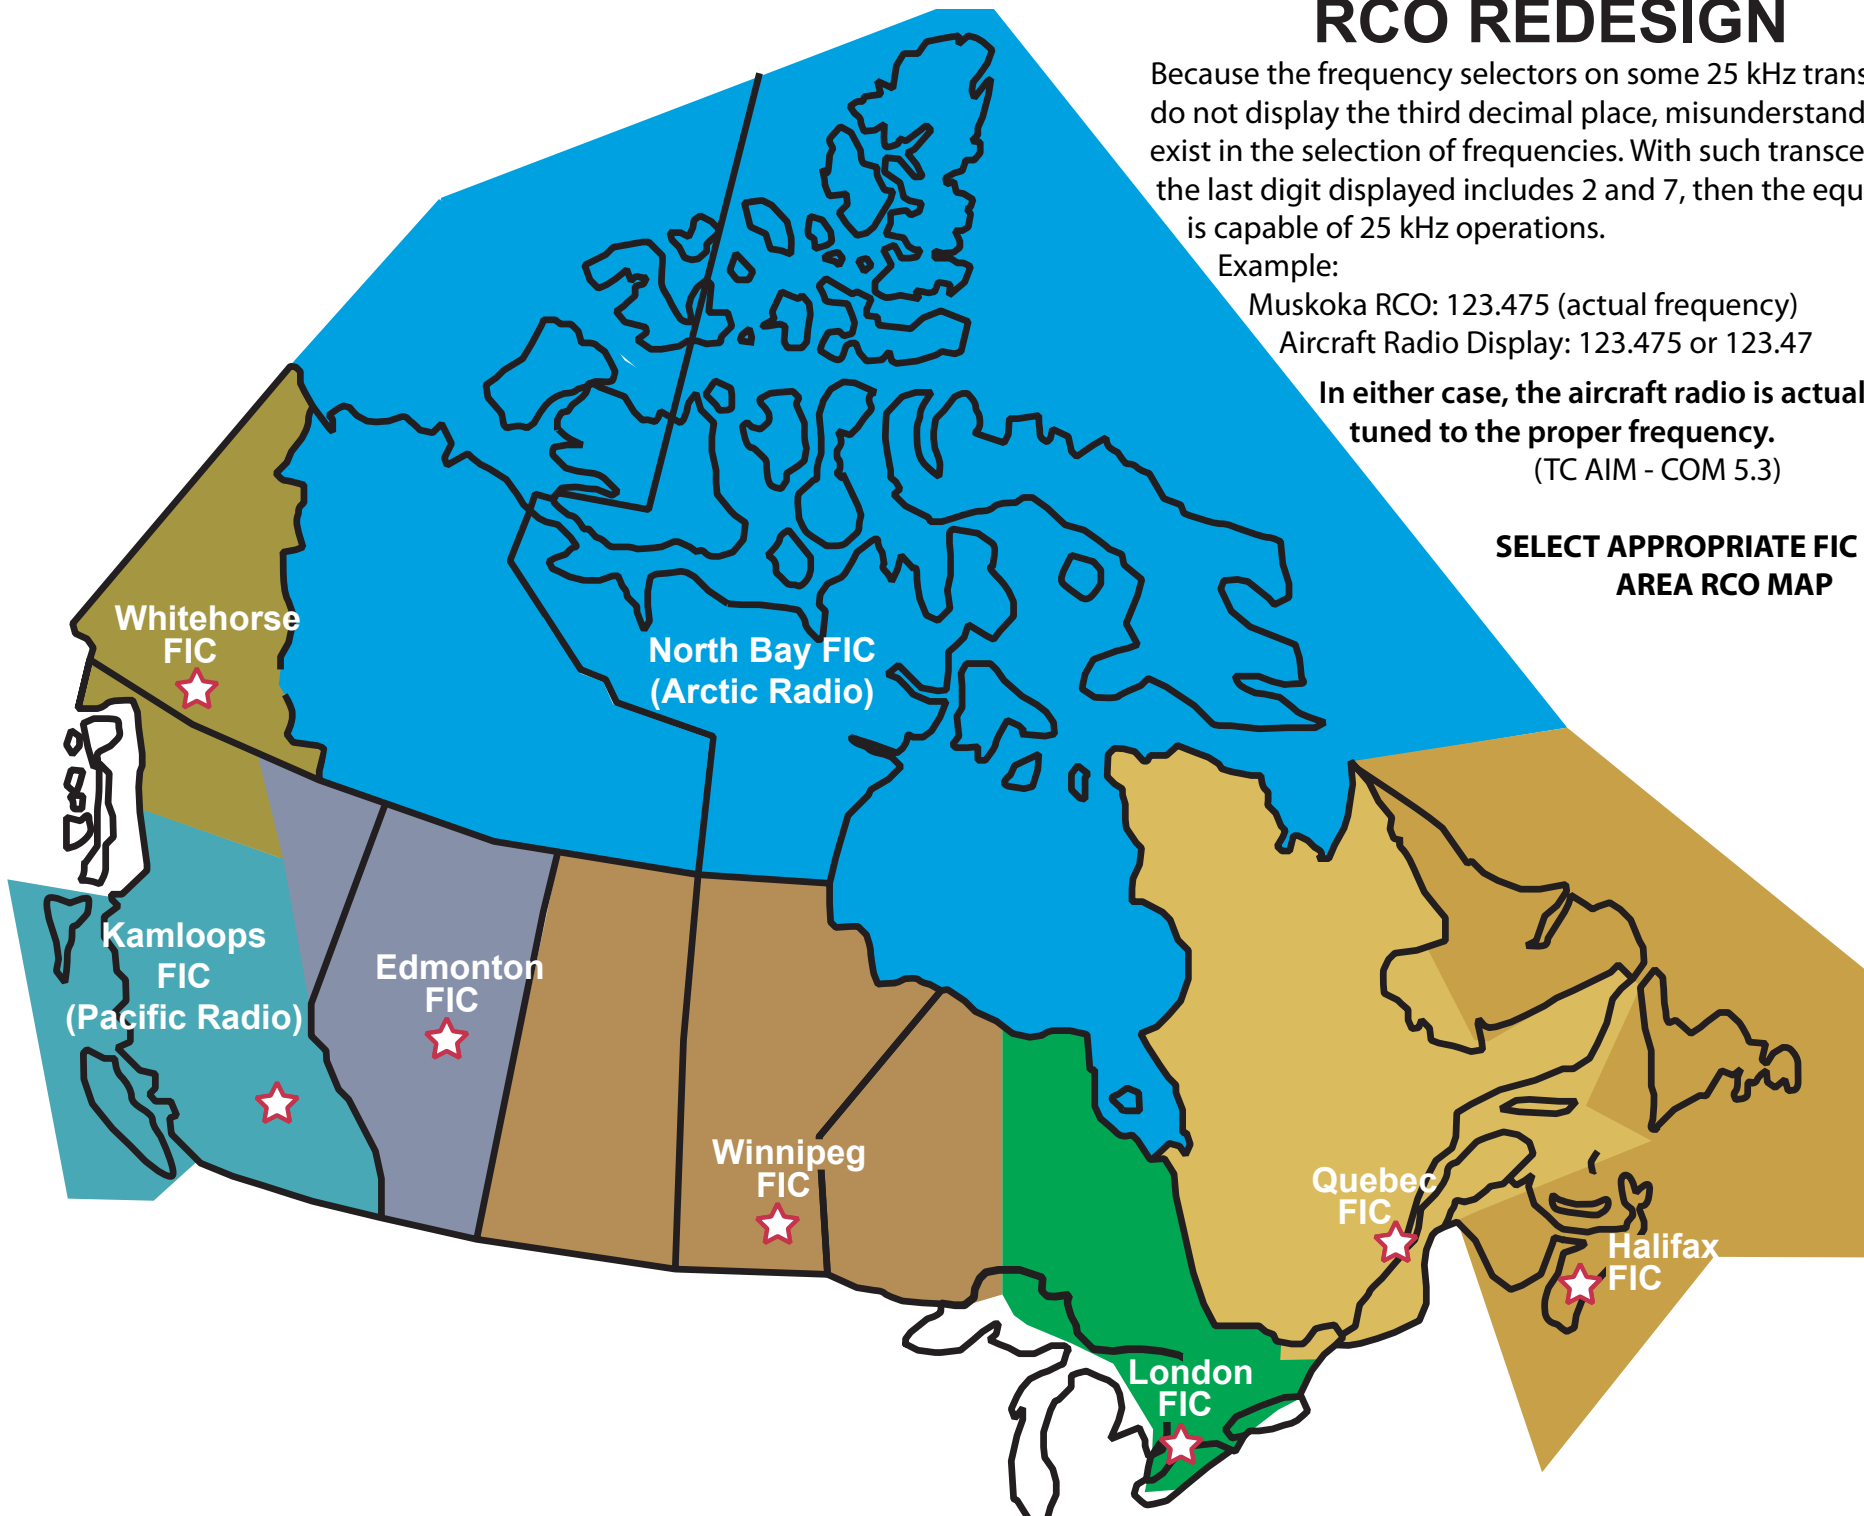 RCO REDESIGN
Because the frequency selectors on some 25 kHz
do not display the third decimal place,
exist in the selection of frequencies. With such
the last digit displayed includes 2 and 7, then the
is capable of 25 kHz operations.
Example:
Muskoka RCO: 123.475 (actual frequency)
Aircraft Radio Display: 123.475 or 123.47
In either case, the aircraft radio is
tuned to the proper frequency.
(TC AIM - COM 5.3)
SELECT APPROPRIATE FIC
AREA RCO MAP
Whitehorse
FIC
North Bay FIC
(Arctic Radio)
Kamloops
FIC
(Pacific Radio)
Edmonton
FIC
Winnipeg
FIC
Quebec
FIC
Halifax
FIC
London
FIC